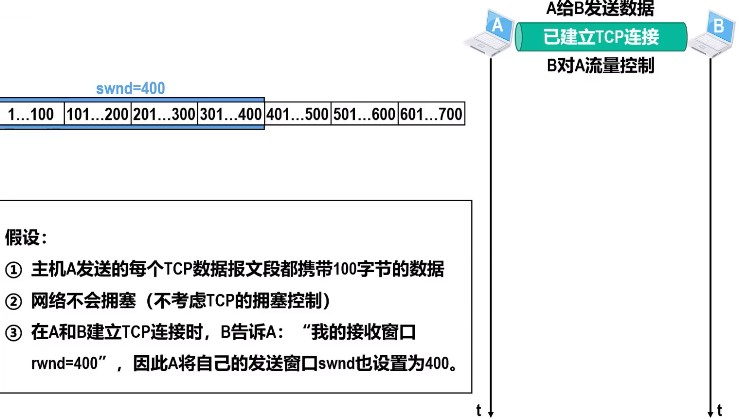 A给B发送数据
A
已建立TCP连接
B
B对A流量控制
swnd=400
1…100 101…200 201…300 301…400 401…500 501…600 601…700
假设：
① 主机A发送的每个TCP数据报文段都携带100字节的数据
② 网络不会拥塞（不考虑TCP的拥塞控制）
③ 在A和B建立TCP连接时，B告诉A：“我的接收窗口
rwnd=400”，因此A将自己的发送窗口swnd也设置为400。
t
t